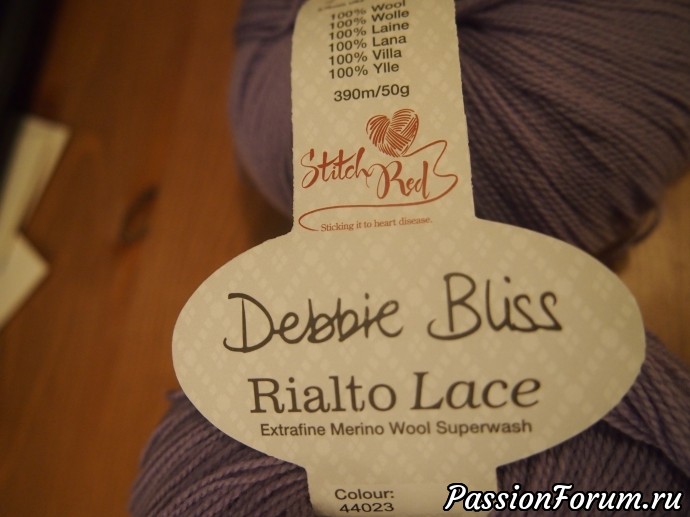 100% Wool
100% Wolle
100% Laine
100% Lana
100% Villa
100% Ylle
390m/50g
Stitch Red
Sticking it to heart disease.
Debbie Bliss
Rialto Lace
Extrafine Merino Wool Superwash
Colour:
44023
PassionForum.ru